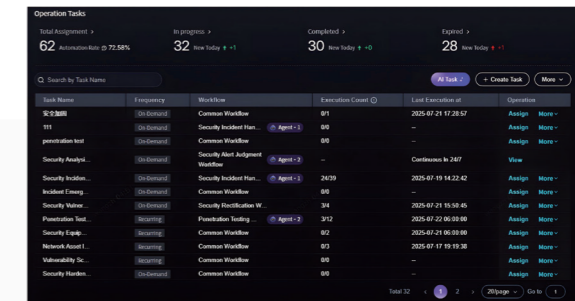 Operation Tasks
Total Assignment > In progress > Completed > Expired >
62 Automation Rate 72.58% 32 New Today ↑ +1 30 New Today ↑ +0 28 New Today ↑ +1
Search by Task Name AI Task + Create Task More
Task Name Frequency Workflow Execution Count Last Execution at Operation
安全加固 On-Demand Common Workflow 0/1 2025-07-21 17:28:57 Assign More
111 On-Demand Security Incident Han... Agent - 1 0/0 -- Assign More
penetration test On-Demand Common Workflow 0/0 -- Assign More
Security Analysi... On-Demand Security Alert Judgment Workflow Agent - 2 -- Continuous In 24/7 View
Security Inciden... On-Demand Security Incident Han... Agent - 1 24/39 2025-07-19 14:22:42 Assign More
Incident Emerg... On-Demand Common Workflow 0/0 -- Assign More
Security Vulner... On-Demand Security Rectification W... 3/4 2025-07-21 15:50:45 Assign More
Penetration Test... Recurring Penetration Testing ... Agent - 2 3/12 2025-07-22 06:00:00 Assign More
Security Equip... Recurring Common Workflow 0/2 2025-07-21 06:00:00 Assign More
Network Asset I... Recurring Common Workflow 0/3 2025-07-17 19:19:38 Assign More
Vulnerability Sc... Recurring Common Workflow 0/0 -- Assign More
Security Harden... On-Demand Common Workflow 0/0 -- Assign More
Total 32 < 1 2 > 20/page Go to 1